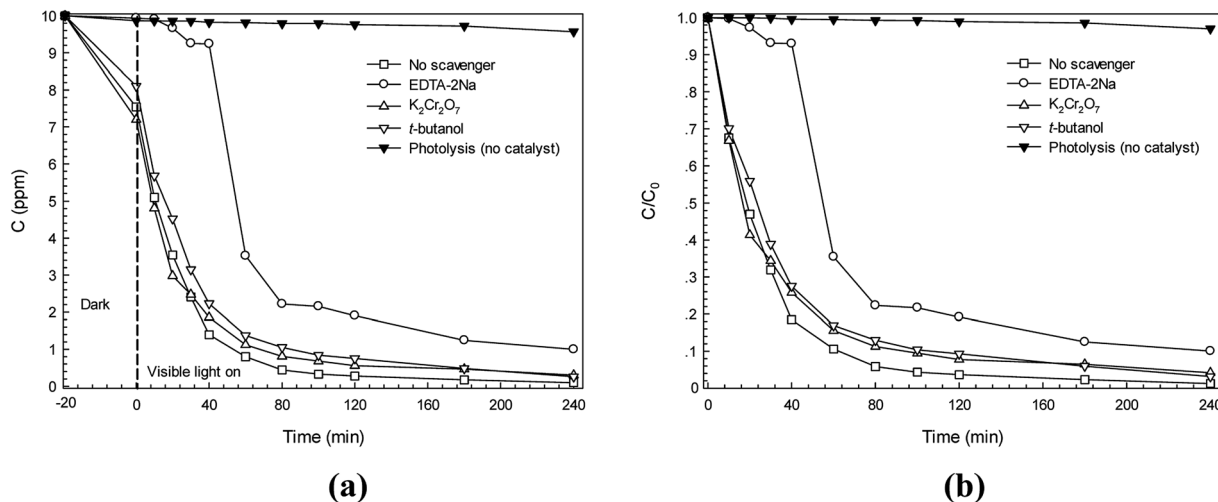 10
9
8
7
6
5
4
3
2
1
0
C (ppm)
No scavenger
EDTA-2Na
K2Cr2O7
t-butanol
Photolysis (no catalyst)
Dark
Visible light on
-20 0 40 80 120 160 200 240
Time (min)
(a)
1.0
.9
.8
.7
.6
.5
.4
.3
.2
.1
0
C/C0
No scavenger
EDTA-2Na
K2Cr2O7
t-butanol
Photolysis (no catalyst)
0 40 80 120 160 200 240
Time (min)
(b)